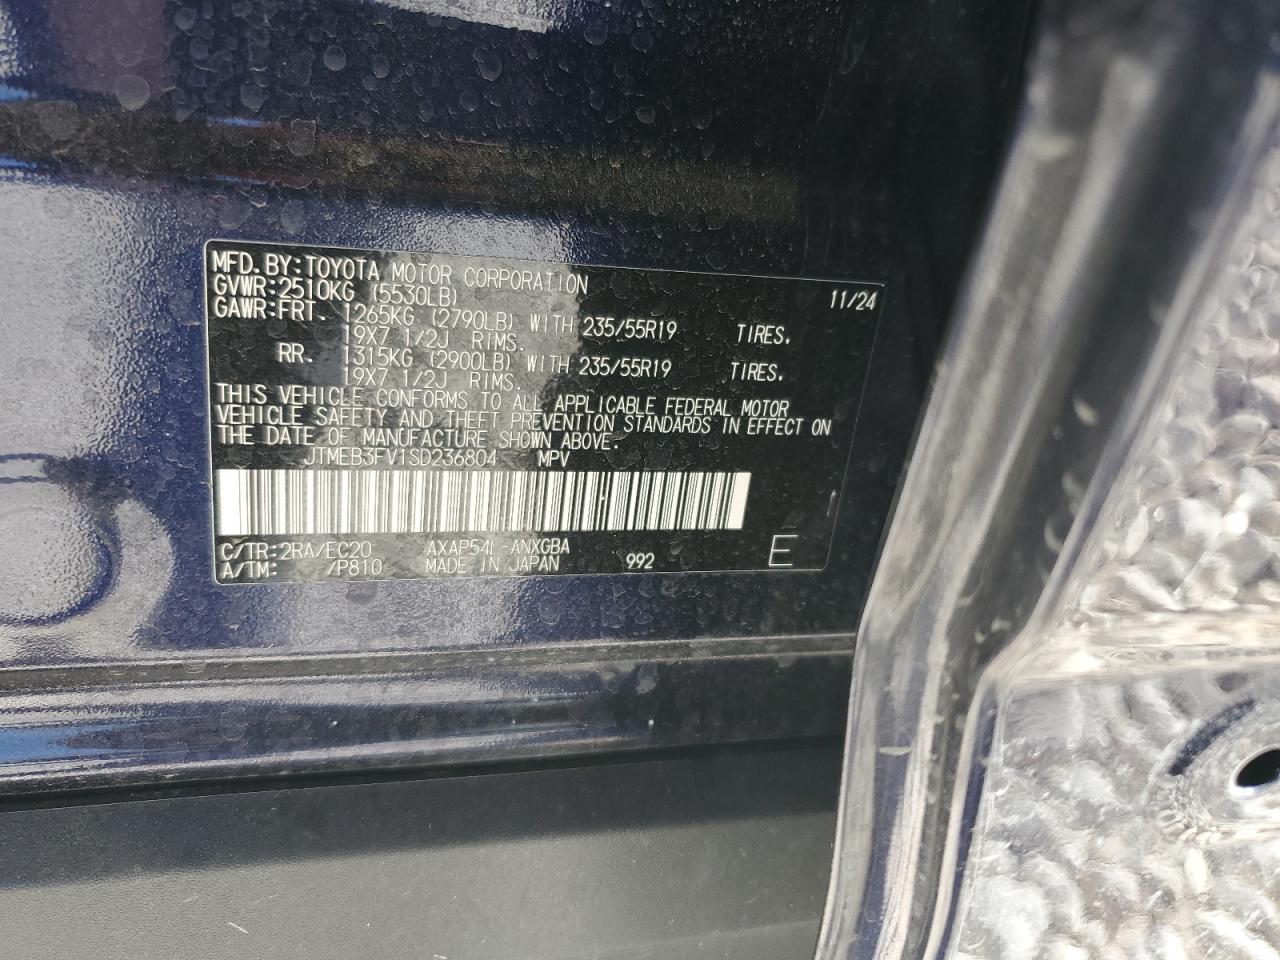 MFD.BY:TOYOTA MOTOR CORPORATION 11/24
GVWR:2510KG (5530LB)
GAWR:FRT. 1265KG (2790LB) WITH 235/55R19 TIRES,
19X7 1/2J RIMS.
RR. 1315KG (2900LB) WITH 235/55R19 TIRES,
19X7 1/2J RIMS.
THIS VEHICLE CONFORMS TO ALL APPLICABLE FEDERAL MOTOR
VEHICLE SAFETY AND THEFT PREVENTION STANDARDS IN EFFECT ON
THE DATE OF MANUFACTURE SHOWN ABOVE.
JTMEB3FV1SD236804 MPV
C/TR:2RA/EC20 AXAP54L-ANXGBA
A/TM: /P810 MADE IN JAPAN 992 E